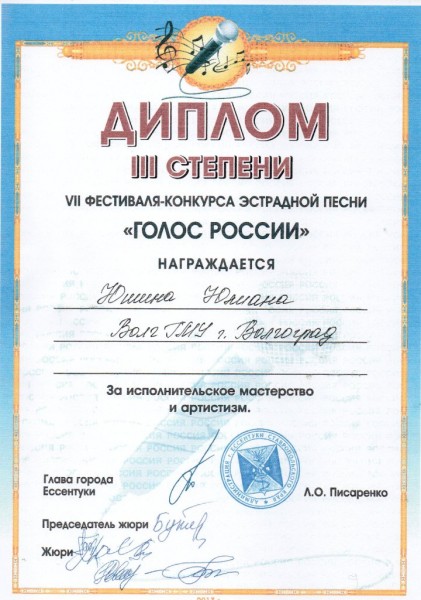 ДИПЛОМ
III СТЕПЕНИ
VII ФЕСТИВАЛЯ-КОНКУРСА ЭСТРАДНОЙ ПЕСНИ
«ГОЛОС РОССИИ»
НАГРАЖДАЕТСЯ
Юшина Юлиана
ВолгГМУ г. Волгоград
За исполнительское мастерство
и артистизм.
Глава города
Ессентуки
Л.О. Писаренко
Председатель жюри
Жюри